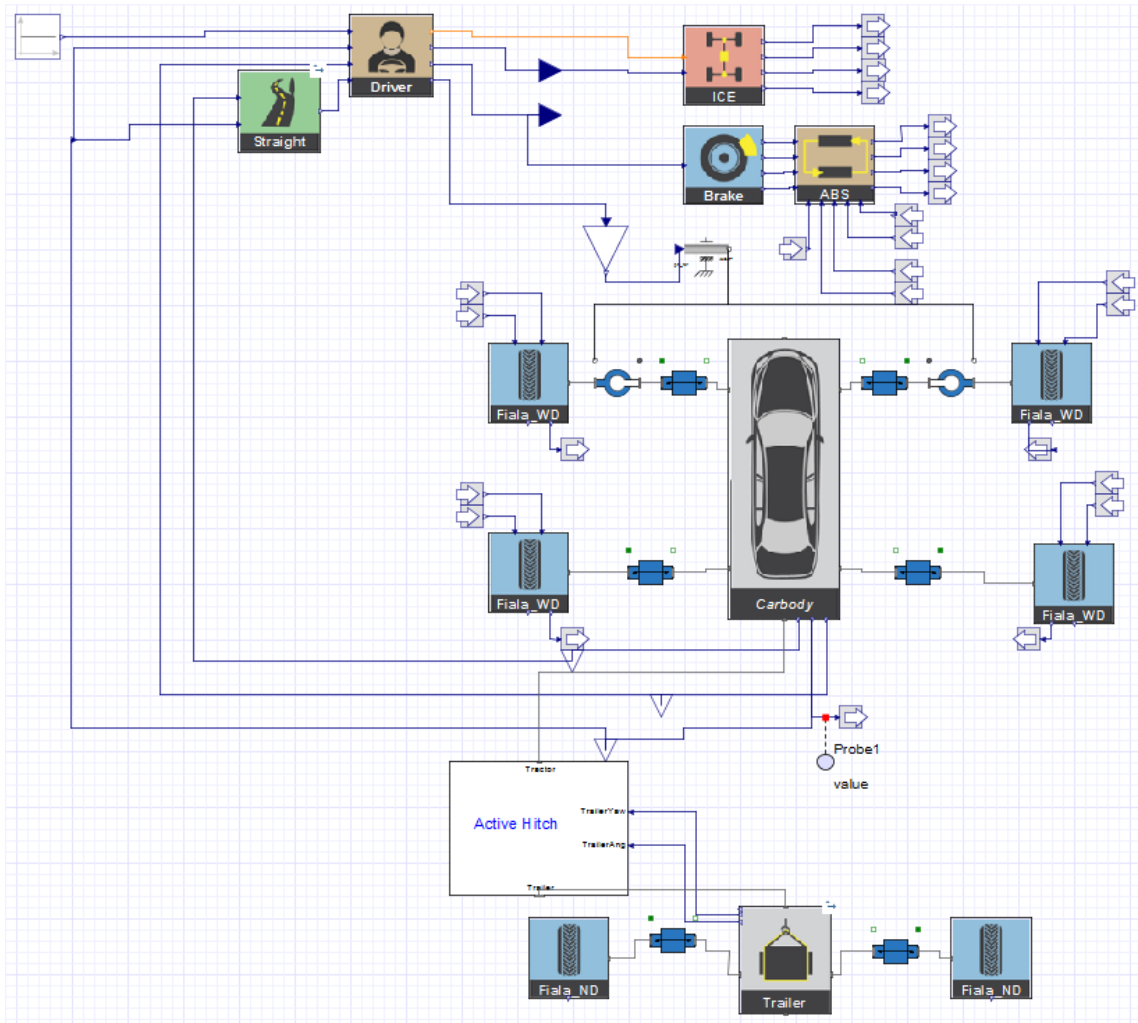 Driver
ICE
Straight
Brake
ABS
Fiala_WD
Fiala_WD
Fiala_WD
Carbody
Fiala_WD
Probe1
value
Tractor
TrailerYaw
Active Hitch
TrailerAng
Trailer
Fiala_ND
Fiala_ND
Trailer